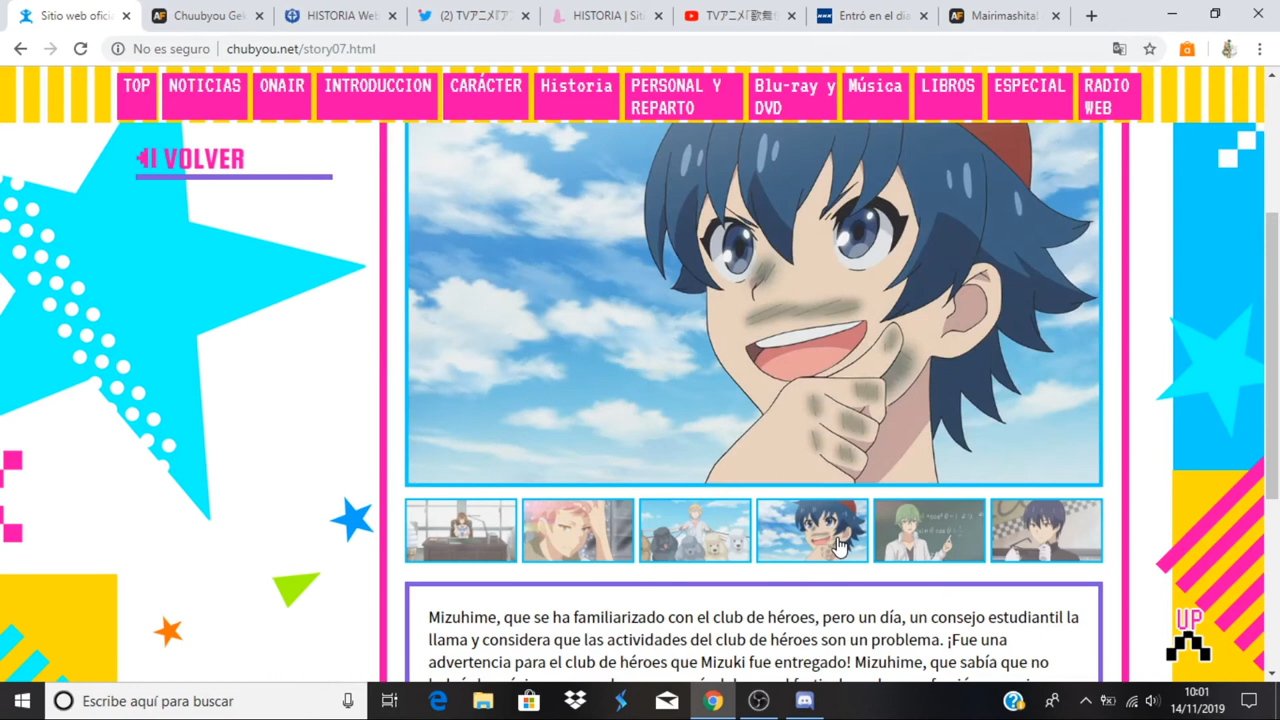 Sitio web ofici
Chuubyou Gek
HISTORIA Web
(2) TVアニメ「ア
HISTORIA | Siti
TVアニメ「歌舞
Entró en el dia
Mairimashita!
No es seguro
chubyou.net/story07.html
TOP
NOTICIAS
ONAIR
INTRODUCCION
CARÁCTER
Historia
PERSONAL Y
REPARTO
Blu-ray y
DVD
Música
LIBROS
ESPECIAL
RADIO
WEB
VOLVER
Mizuhime, que se ha familiarizado con el club de héroes, pero un día, un consejo estudiantil la
llama y considera que las actividades del club de héroes son un problema. ¡Fue una
advertencia para el club de héroes que Mizuki fue entregado! Mizuhime, que sabía que no
UP
Escribe aquí para buscar
10:01
14/11/2019